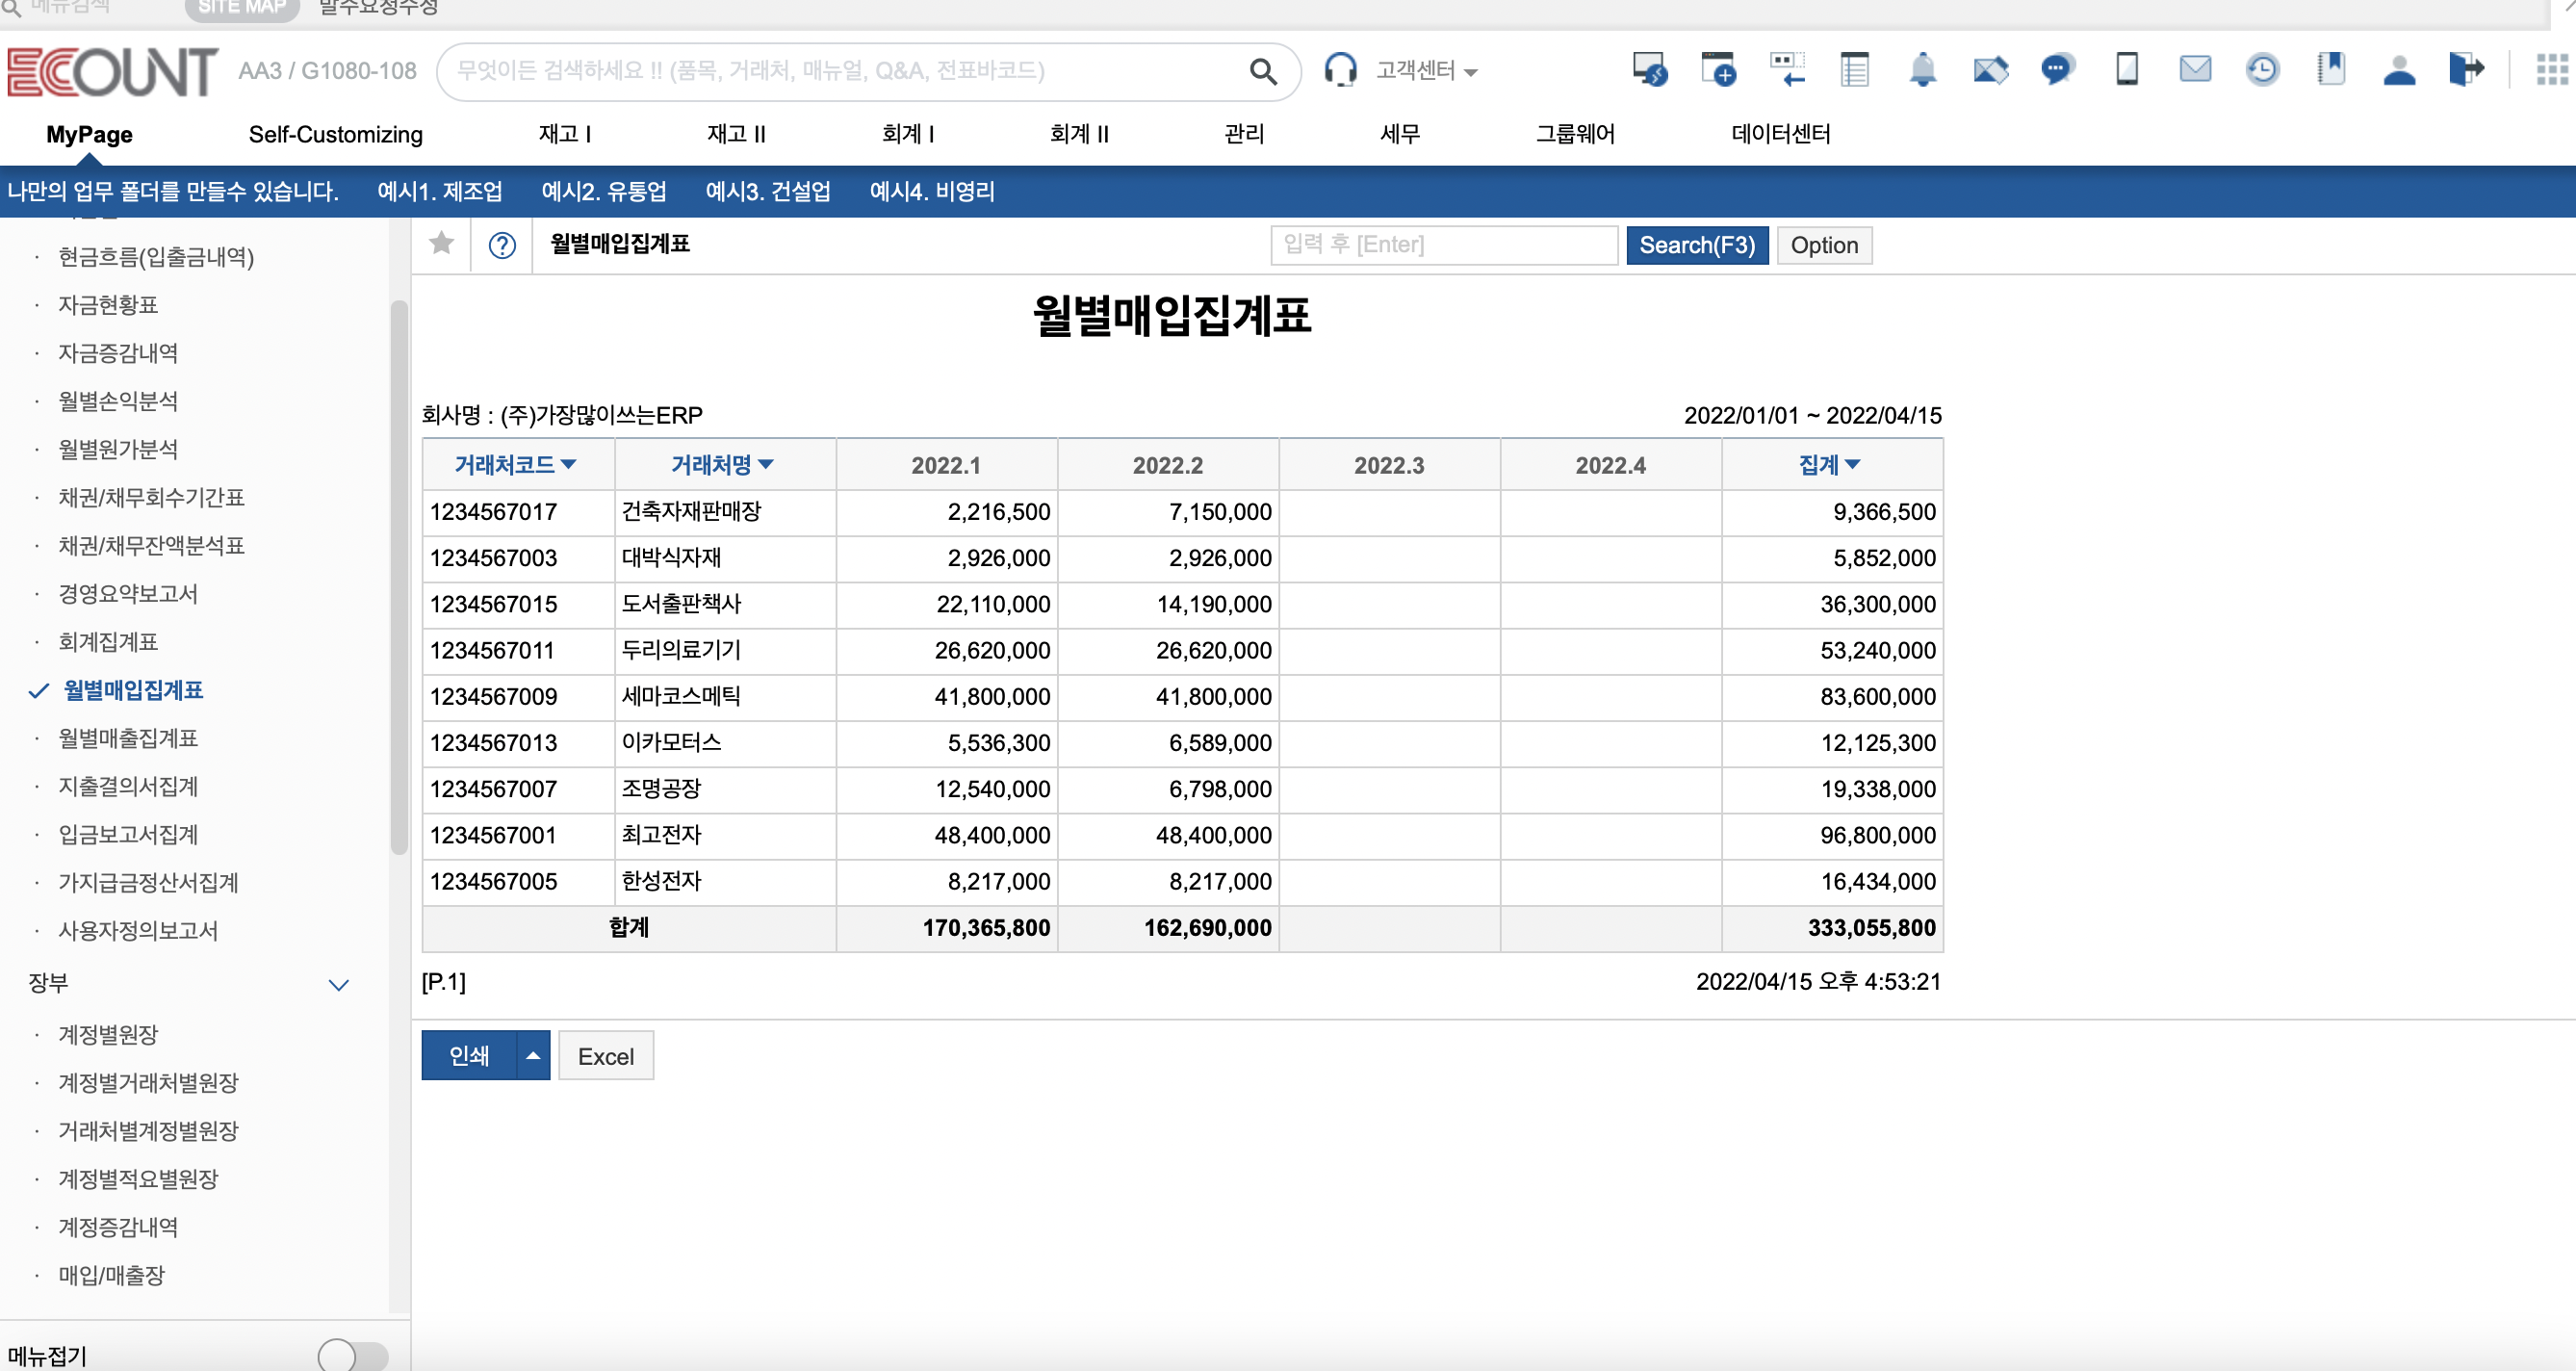 메뉴검색 SITE MAP 발주요청수정
ECOUNT AA3 / G1080-108 무엇이든 검색하세요 !! (품목, 거래처, 매뉴얼, Q&A, 전표바코드) 고객센터
MyPage Self-Customizing 재고 I 재고 II 회계 I 회계 II 관리 세무 그룹웨어 데이터센터
나만의 업무 폴더를 만들수 있습니다. 예시1. 제조업 예시2. 유통업 예시3. 건설업 예시4. 비영리
· 현금흐름(입출금내역)
· 자금현황표
· 자금증감내역
· 월별손익분석
· 월별원가분석
· 채권/채무회수기간표
· 채권/채무잔액분석표
· 경영요약보고서
· 회계집계표
월별매입집계표
· 월별매출집계표
· 지출결의서집계
· 입금보고서집계
· 가지급금정산서집계
· 사용자정의보고서
장부
· 계정별원장
· 계정별거래처별원장
· 거래처별계정별원장
· 계정별적요별원장
· 계정증감내역
· 매입/매출장
메뉴접기
월별매입집계표 입력 후 [Enter] Search(F3) Option
월별매입집계표
회사명 : (주)가장많이쓰는ERP 2022/01/01 ~ 2022/04/15
거래처코드 거래처명 2022.1 2022.2 2022.3 2022.4 집계
1234567017 건축자재판매장 2,216,500 7,150,000 9,366,500
1234567003 대박식자재 2,926,000 2,926,000 5,852,000
1234567015 도서출판책사 22,110,000 14,190,000 36,300,000
1234567011 두리의료기기 26,620,000 26,620,000 53,240,000
1234567009 세마코스메틱 41,800,000 41,800,000 83,600,000
1234567013 이카모터스 5,536,300 6,589,000 12,125,300
1234567007 조명공장 12,540,000 6,798,000 19,338,000
1234567001 최고전자 48,400,000 48,400,000 96,800,000
1234567005 한성전자 8,217,000 8,217,000 16,434,000
합계 170,365,800 162,690,000 333,055,800
[P.1] 2022/04/15 오후 4:53:21
인쇄 Excel